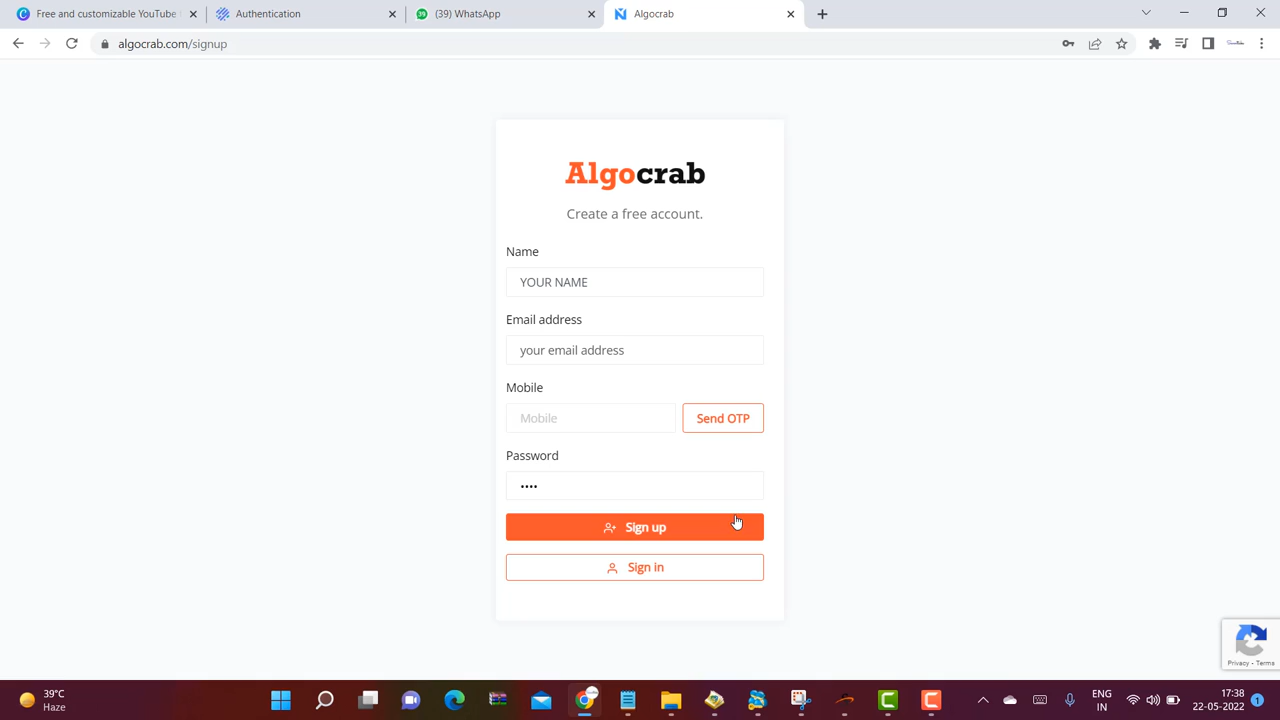 Free and customizable YouTube
Authentication
(39) WhatsApp
Algocrab
algocrab.com/signup
Algocrab
Create a free account.
Name
YOUR NAME
Email address
your email address
Mobile
Mobile
Send OTP
Password
••••
Sign up
Sign in
Privacy - Terms
39°C
Haze
ENG
IN
17:38
22-05-2022
1